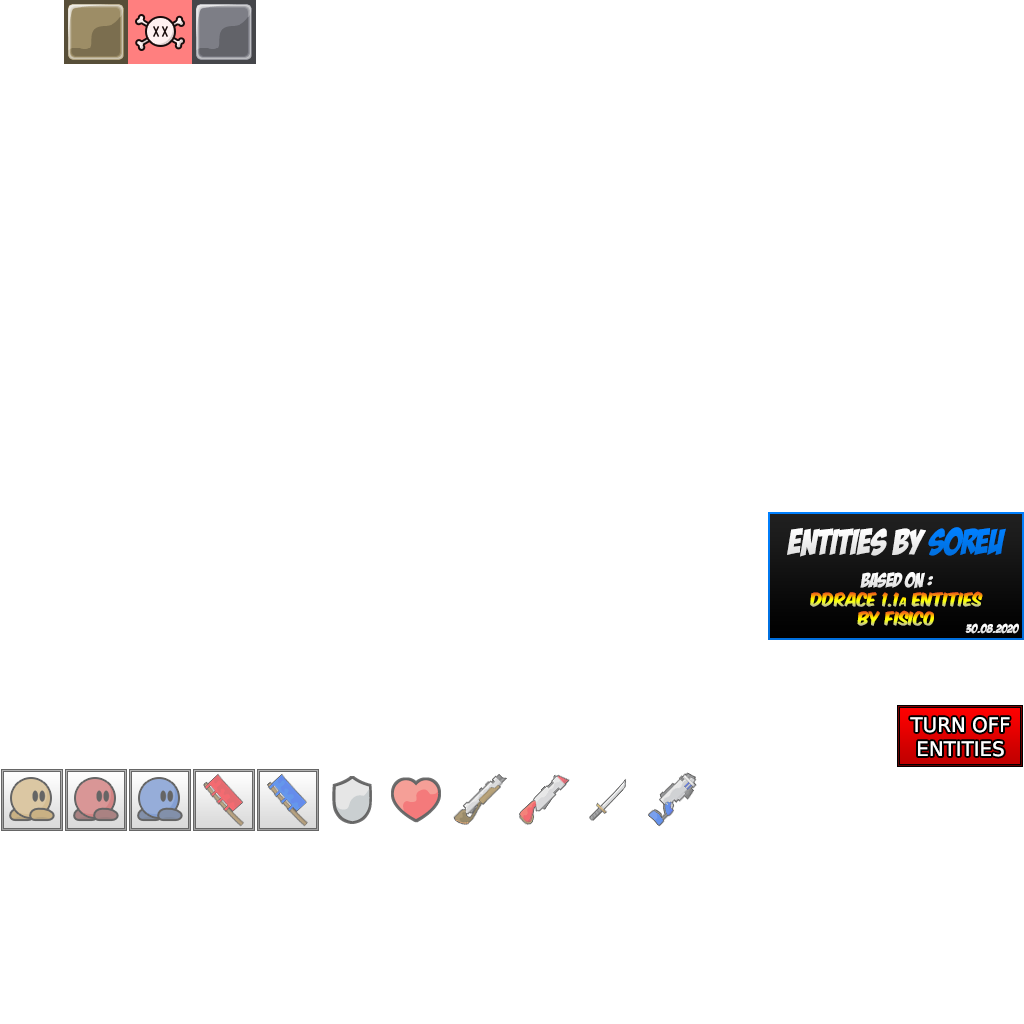 ENTITIES BY SOREU
BASED ON :
DDRACE 1.1A ENTITIES
BY FISICO
30.08.2020
TURN OFF
ENTITIES